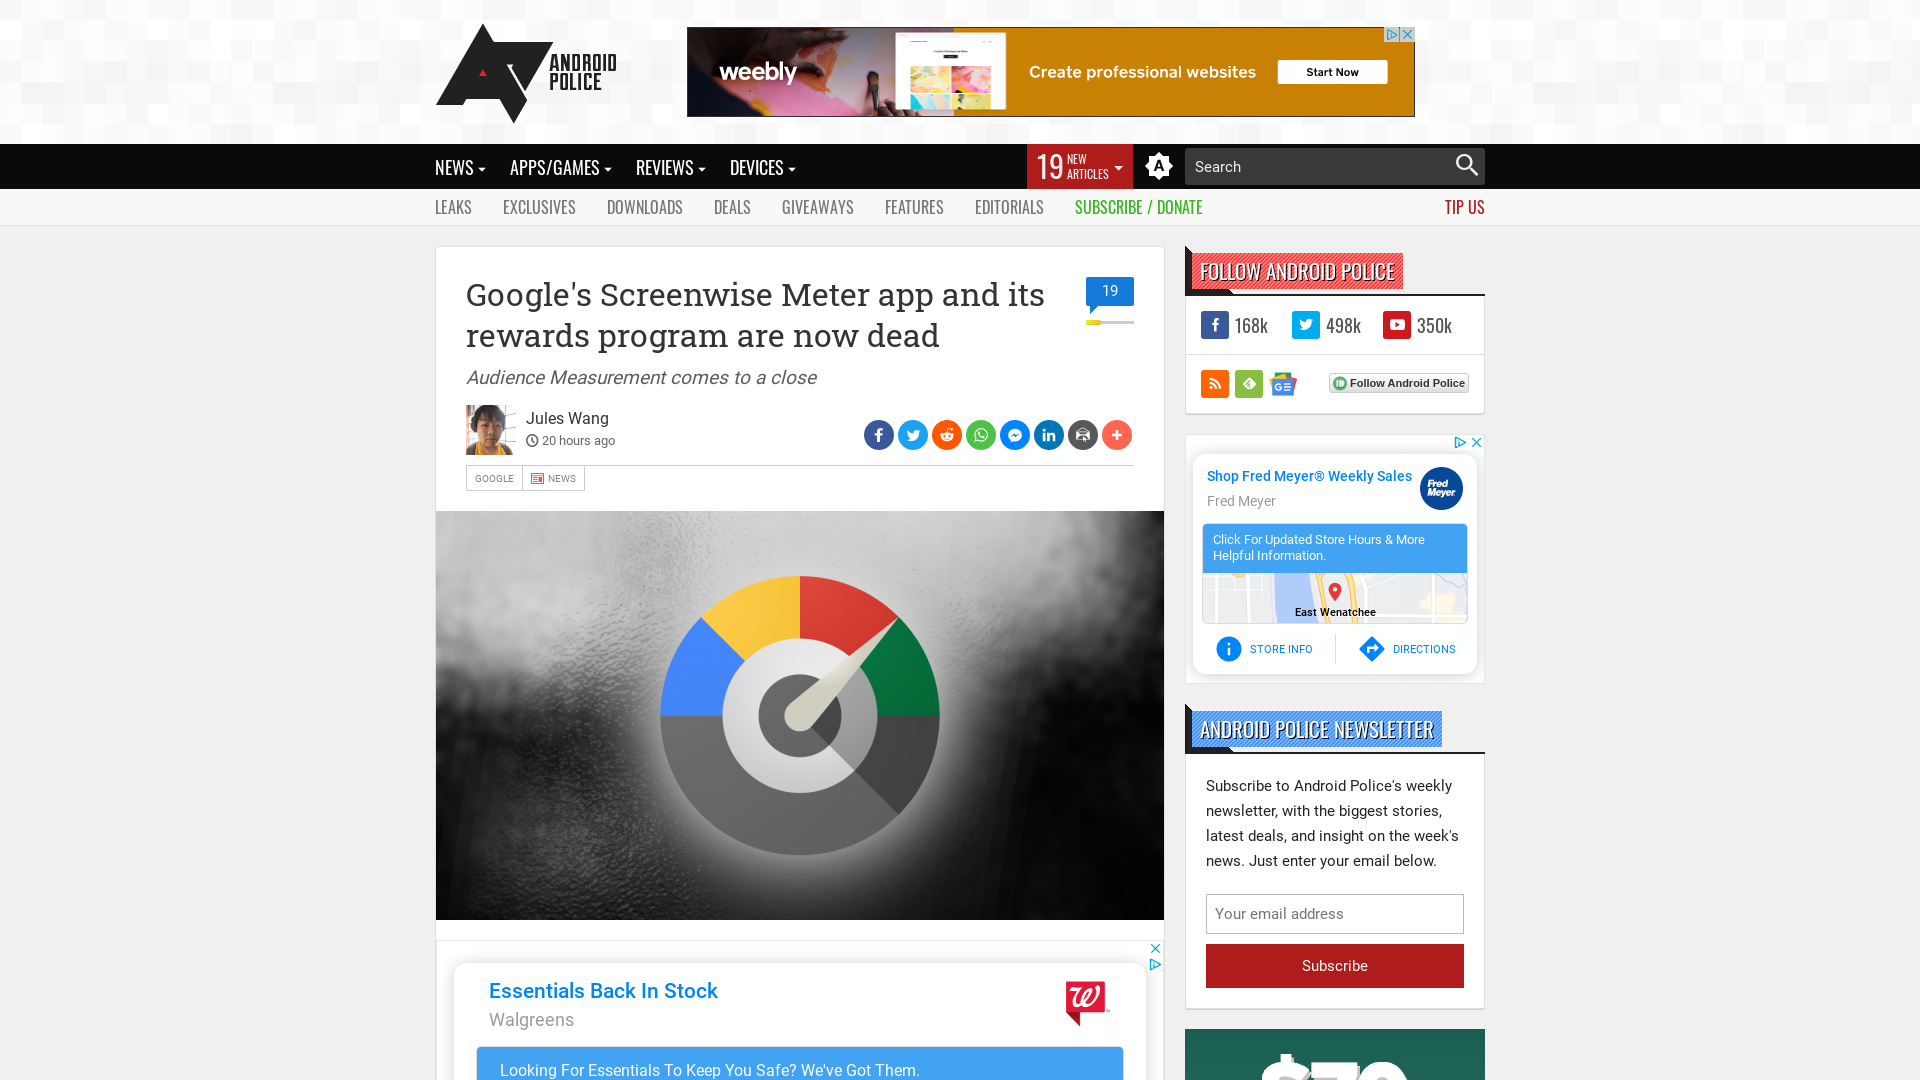 ANDROID
POLICE
weebly
Create professional websites
Start Now
NEWS
APPS/GAMES
REVIEWS
DEVICES
19
NEW
ARTICLES
A
Search
LEAKS
EXCLUSIVES
DOWNLOADS
DEALS
GIVEAWAYS
FEATURES
EDITORIALS
SUBSCRIBE / DONATE
TIP US
Google's Screenwise Meter app and its
rewards program are now dead
19
Audience Measurement comes to a close
Jules Wang
20 hours ago
GOOGLE
NEWS
FOLLOW ANDROID POLICE
168k
498k
350k
Follow Android Police
Shop Fred Meyer® Weekly Sales
Fred Meyer
Fred
Meyer
Click For Updated Store Hours & More
Helpful Information.
East Wenatchee
STORE INFO
DIRECTIONS
ANDROID POLICE NEWSLETTER
Subscribe to Android Police's weekly
newsletter, with the biggest stories,
latest deals, and insight on the week's
news. Just enter your email below.
Your email address
Subscribe
Essentials Back In Stock
Walgreens
Looking For Essentials To Keep You Safe? We've Got Them.